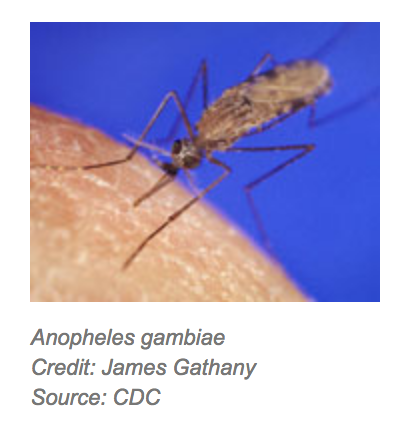 Anopheles gambiae
Credit: James Gathany
Source: CDC